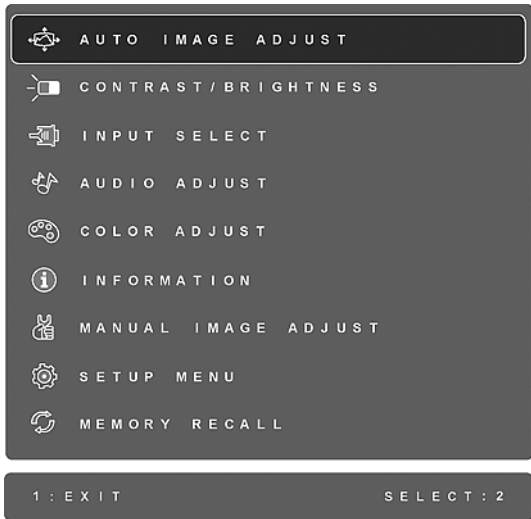 AUTO IMAGE ADJUST
CONTRAST/BRIGHTNESS
INPUT SELECT
AUDIO ADJUST
COLOR ADJUST
INFORMATION
MANUAL IMAGE ADJUST
SETUP MENU
MEMORY RECALL
1:EXIT SELECT:2